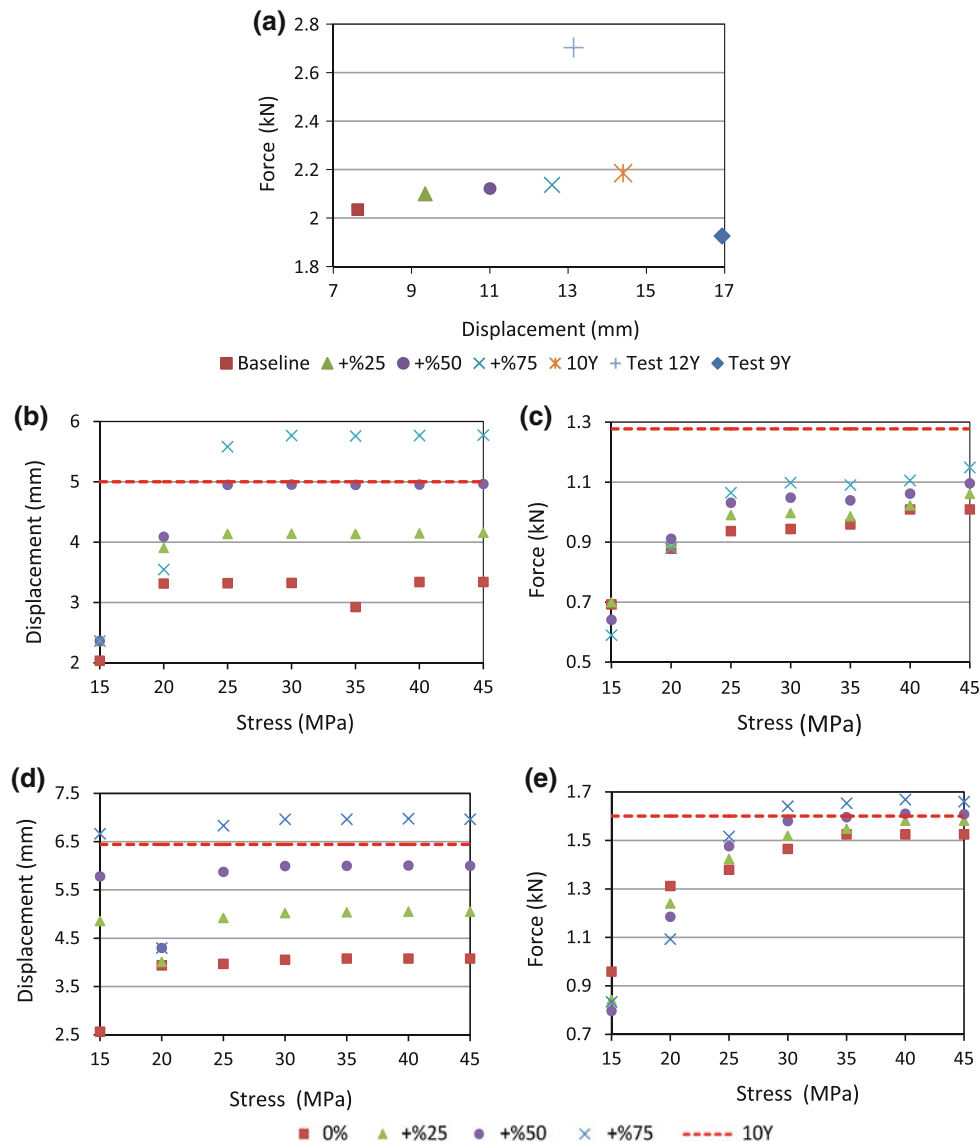 (a)
Force (kN)
2.8
2.6
2.4
2.2
2
1.8
7 9 11 13 15 17
Displacement (mm)
Baseline +%25 +%50 +%75 10Y Test 12Y Test 9Y
(b)
Displacement (mm)
6
5
4
3
2
15 20 25 30 35 40 45
Stress (MPa)
(c)
Force (kN)
1.3
1.1
0.9
0.7
0.5
15 20 25 30 35 40 45
Stress (MPa)
(d)
Displacement (mm)
7.5
6.5
5.5
4.5
3.5
2.5
15 20 25 30 35 40 45
Stress (MPa)
(e)
Force (kN)
1.7
1.5
1.3
1.1
0.9
0.7
15 20 25 30 35 40 45
Stress (MPa)
0% +%25 +%50 +%75 10Y